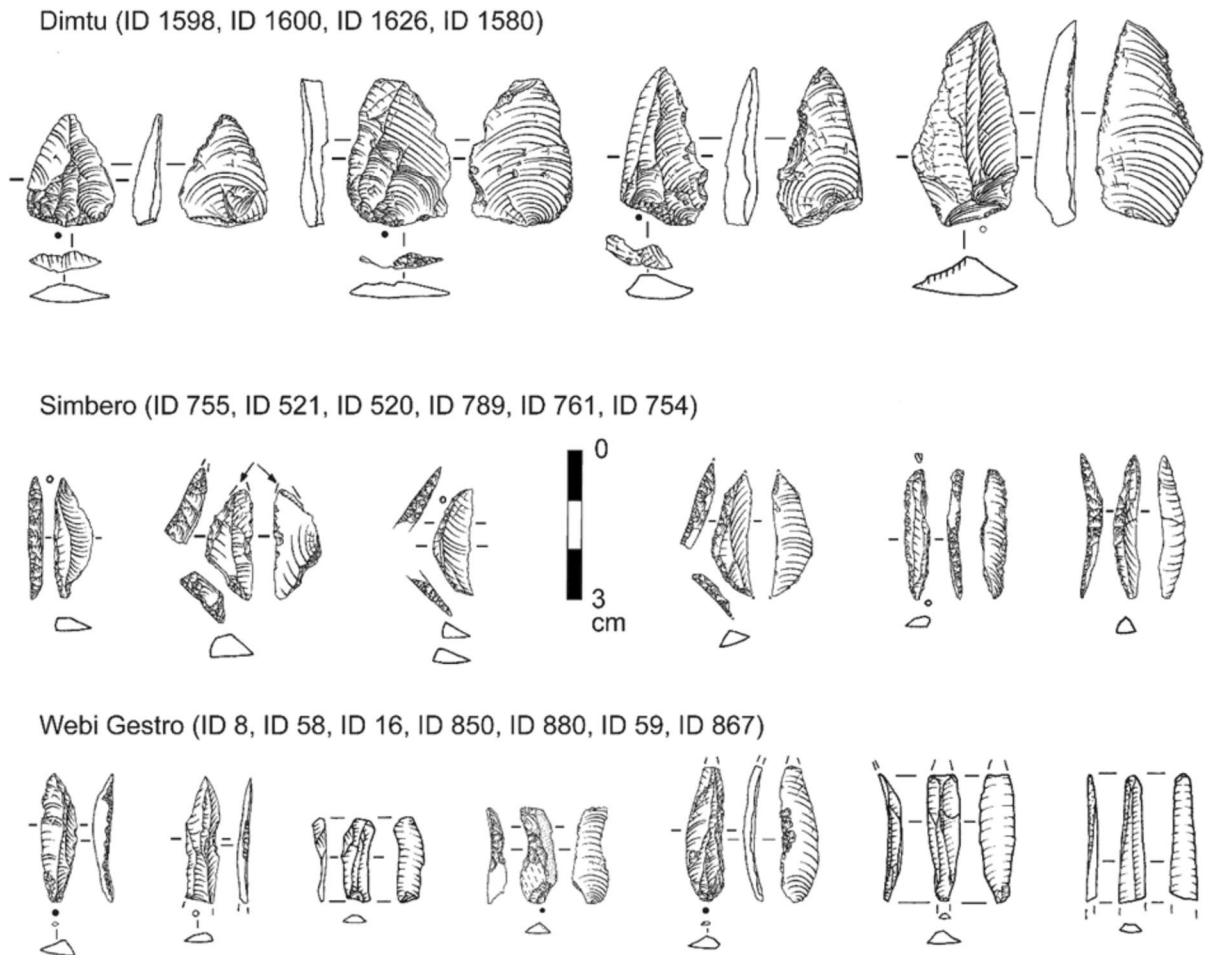 Dimtu (ID 1598, ID 1600, ID 1626, ID 1580)
Simbero (ID 755, ID 521, ID 520, ID 789, ID 761, ID 754)
0
3
cm
Webi Gestro (ID 8, ID 58, ID 16, ID 850, ID 880, ID 59, ID 867)